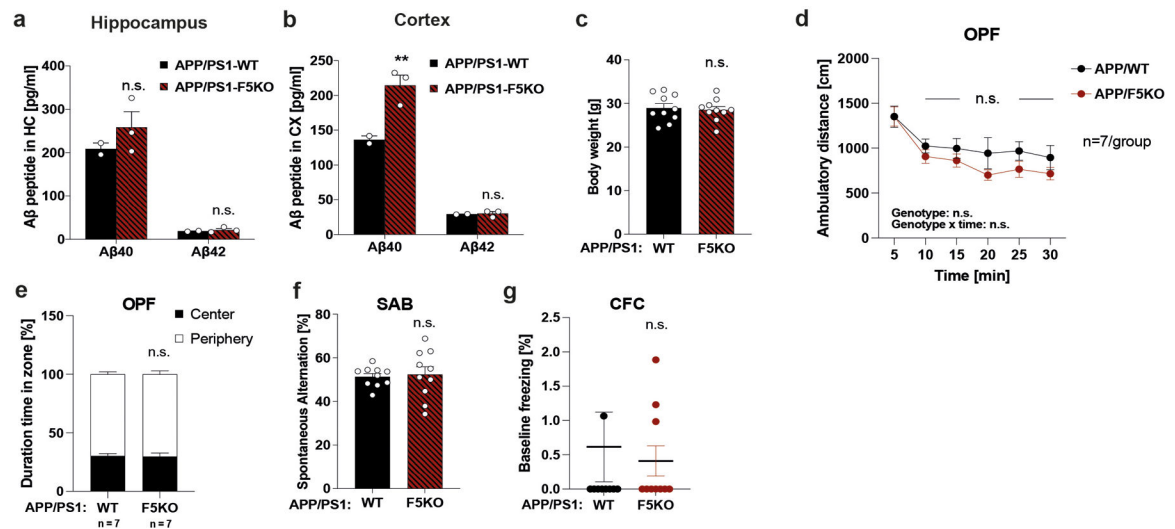 a
Hippocampus
Aβ peptide in HC [pg/ml]
400
300
200
100
0
n.s.
n.s.
APP/PS1-WT
APP/PS1-F5KO
Aβ40
Aβ42
b
Cortex
Aβ peptide in CX [pg/ml]
250
200
150
100
50
0
**
n.s.
APP/PS1-WT
APP/PS1-F5KO
Aβ40
Aβ42
c
Body weight [g]
40
30
20
10
0
n.s.
APP/PS1: WT F5KO
d
OPF
Ambulatory distance [cm]
2000
1500
1000
500
0
n.s.
APP/WT
APP/F5KO
n=7/group
Genotype: n.s.
Genotype x time: n.s.
5 10 15 20 25 30
Time [min]
e
OPF
Duration time in zone [%]
150
100
50
0
Center
Periphery
n.s.
APP/PS1: WT F5KO
n = 7 n = 7
f
SAB
Spontaneous Alternation [%]
80
60
40
20
0
n.s.
APP/PS1: WT F5KO
g
CFC
Baseline freezing [%]
2.5
2.0
1.5
1.0
0.5
0.0
n.s.
APP/PS1: WT F5KO